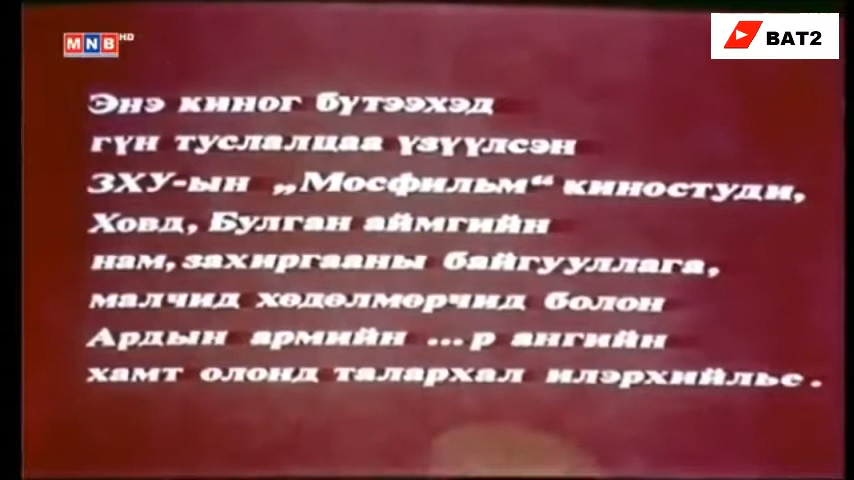 MNB HD
BAT2
Энэ киног бүтээхэд
гүн туслалцаа үзүүлсэн
ЗХУ-ын „Мосфильм“ киностуди,
Ховд, Булган аймгийн
нам, захиргааны байгууллага,
малчид хөдөлмөрчид болон
Ардын армийн ...р ангийн
хамт олонд талархал илэрхийльс.